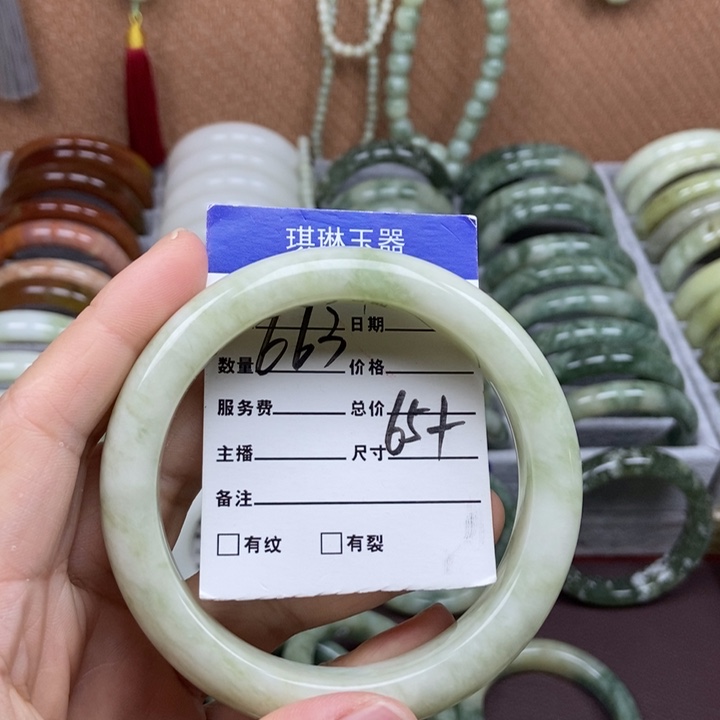 琪琳玉器
663 日期
数量 价格
服务费 总价
65+
主播 尺寸
备注
有纹 有裂